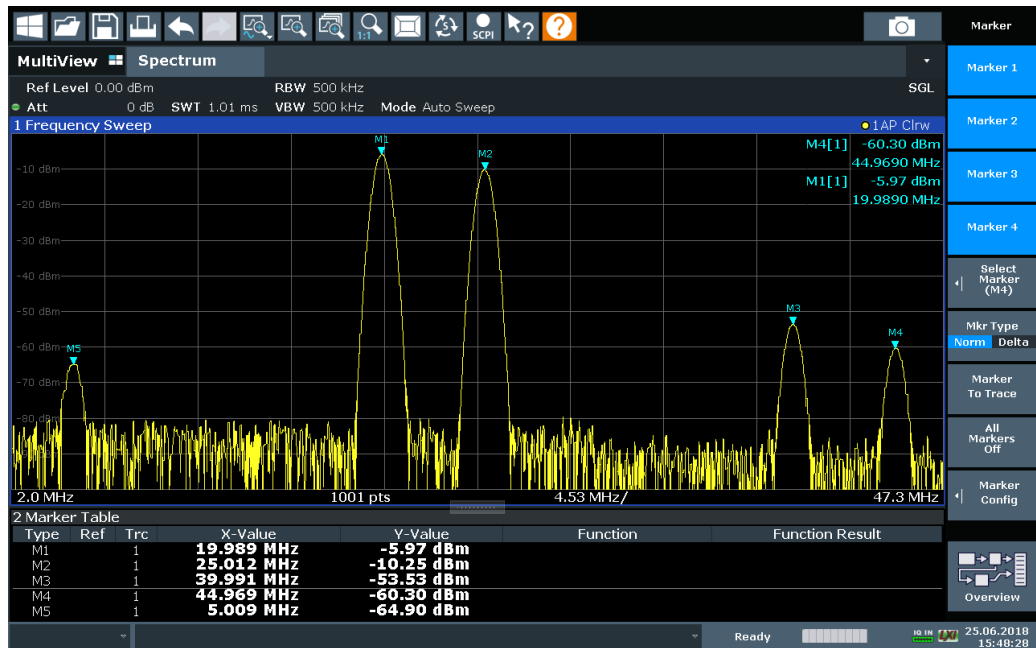 1:1
SCPI
Marker
MultiView
Spectrum
Marker 1
Ref Level 0.00 dBm RBW 500 kHz SGL
Att 0 dB SWT 1.01 ms VBW 500 kHz Mode Auto Sweep
1 Frequency Sweep 1AP Clrw
Marker 2
M1
M2
M4[1] -60.30 dBm
44.9690 MHz
M1[1] -5.97 dBm
19.9890 MHz
-10 dBm
-20 dBm
-30 dBm
-40 dBm
-50 dBm
-60 dBm
-70 dBm
-80 dBm
M3
M4
M5
Marker 3
Marker 4
Select
Marker
(M4)
Mkr Type
Norm Delta
Marker
To Trace
All
Markers
Off
Marker
Config
2.0 MHz 1001 pts 4.53 MHz/ 47.3 MHz
2 Marker Table
Type Ref Trc X-Value Y-Value Function Function Result
M1 1 19.989 MHz -5.97 dBm
M2 1 25.012 MHz -10.25 dBm
M3 1 39.991 MHz -53.53 dBm
M4 1 44.969 MHz -60.30 dBm
M5 1 5.009 MHz -64.90 dBm
Overview
Ready
IQ IN
LXI
25.06.2018
15:48:28